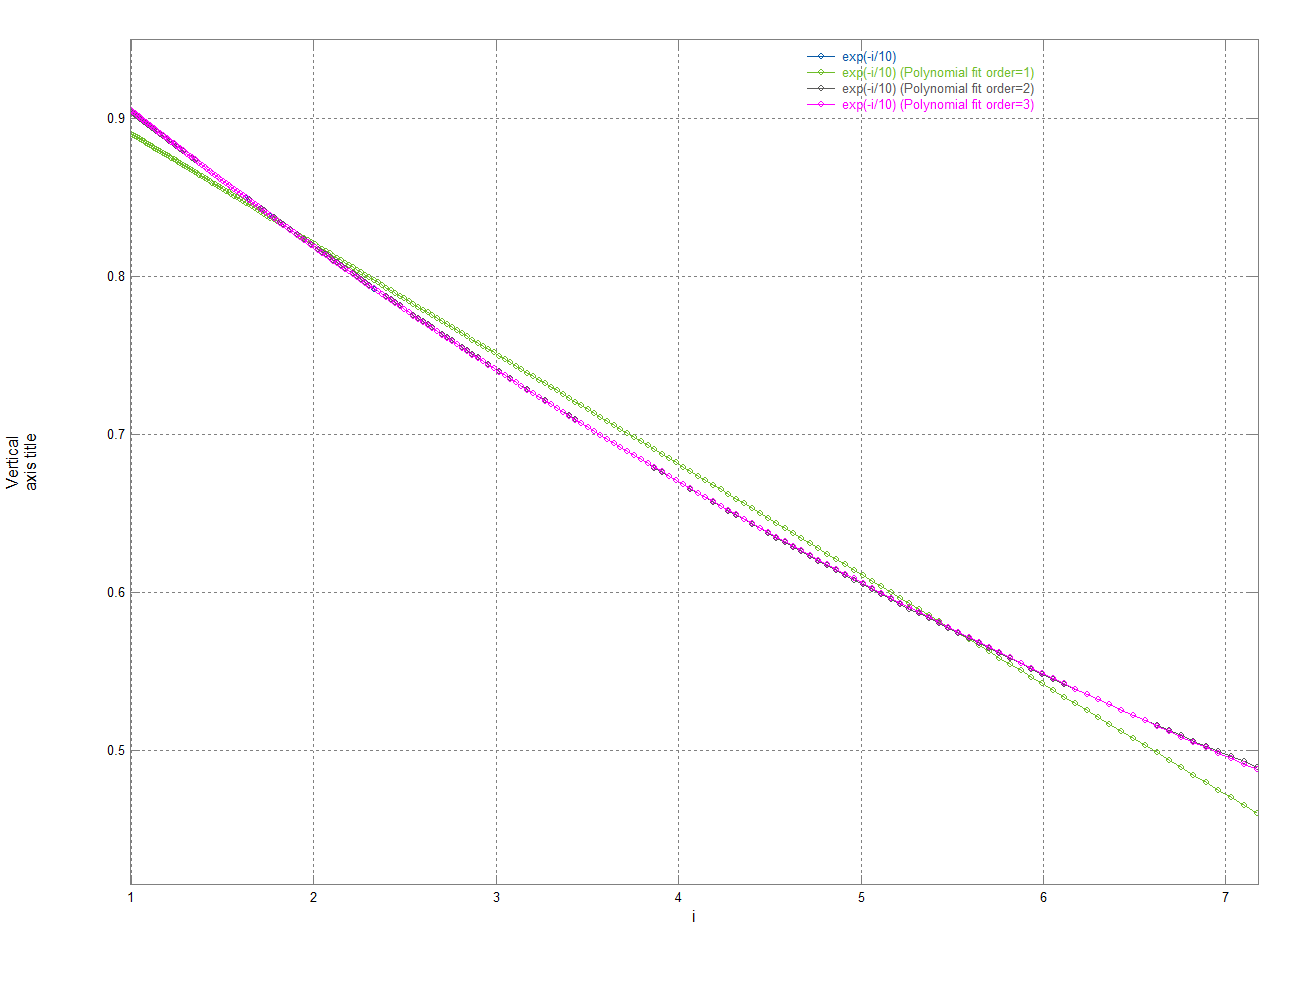 exp(-i/10)
exp(-i/10) (Polynomial fit order=1)
exp(-i/10) (Polynomial fit order=2)
exp(-i/10) (Polynomial fit order=3)
0.9
0.8
0.7
Vertical
axis title
0.6
0.5
1 2 3 4 5 6 7
i